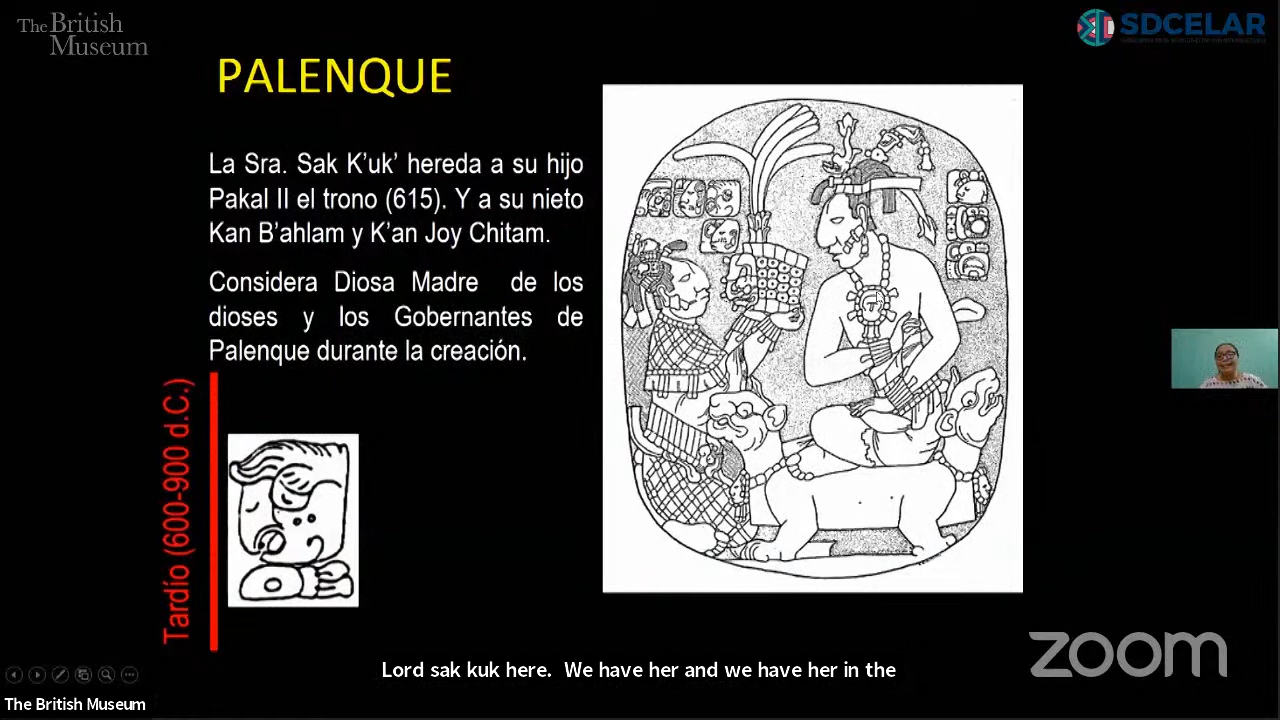 The British
Museum
SDCELAR
PALENQUE
La Sra. Sak K'uk' hereda a su hijo
Pakal II el trono (615). Y a su nieto
Kan B'ahlam y K'an Joy Chitam.
Considera Diosa Madre de los
dioses y los Gobernantes de
Palenque durante la creación.
Tardío (600-900 d.C.)
zoom
Lord sak kuk here. We have her and we have her in the
The British Museum